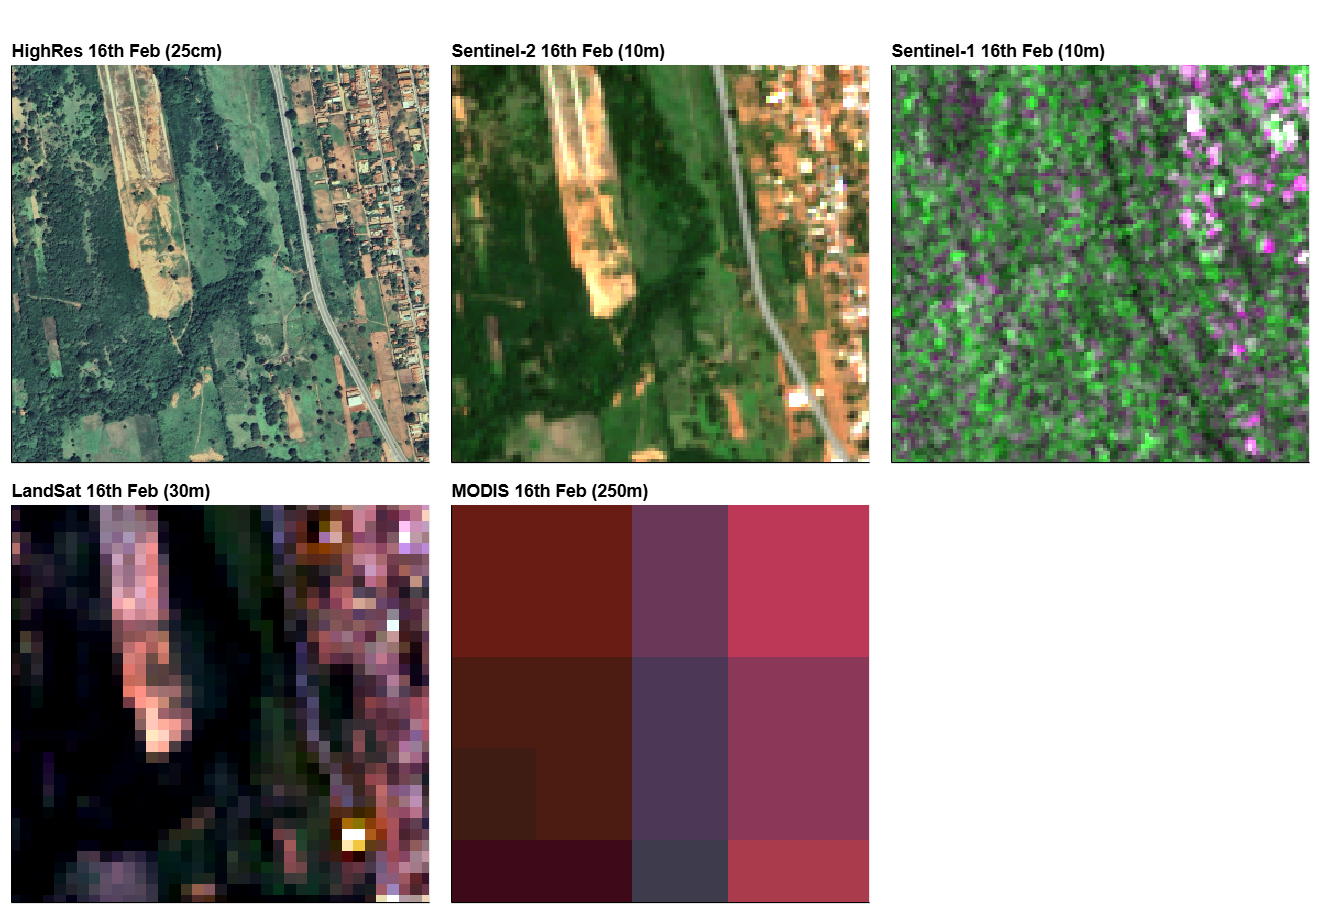 HighRes 16th Feb (25cm)
Sentinel-2 16th Feb (10m)
Sentinel-1 16th Feb (10m)
LandSat 16th Feb (30m)
MODIS 16th Feb (250m)